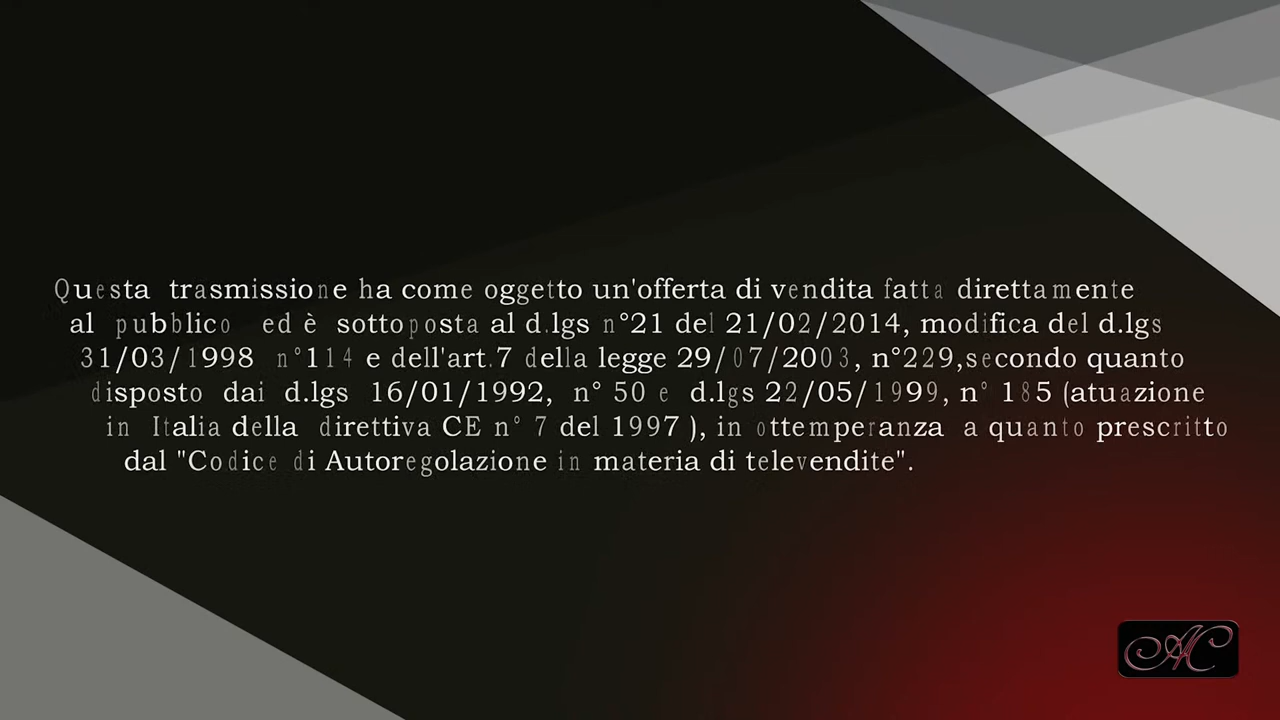 Questa trasmissione ha come oggetto un'offerta di vendita fatta direttamente
al pubblico ed è sottoposta al d.lgs n°21 del 21/02/2014, modifica del d.lgs
31/03/1998 n°114 e dell'art.7 della legge 29/07/2003, n°229,secondo quanto
disposto dai d.lgs 16/01/1992, n° 50 e d.lgs 22/05/1999, n° 185 (atuazione
in Italia della direttiva CE n° 7 del 1997 ), in ottemperanza a quanto prescritto
dal "Codice di Autoregolazione in materia di televendite".
AC